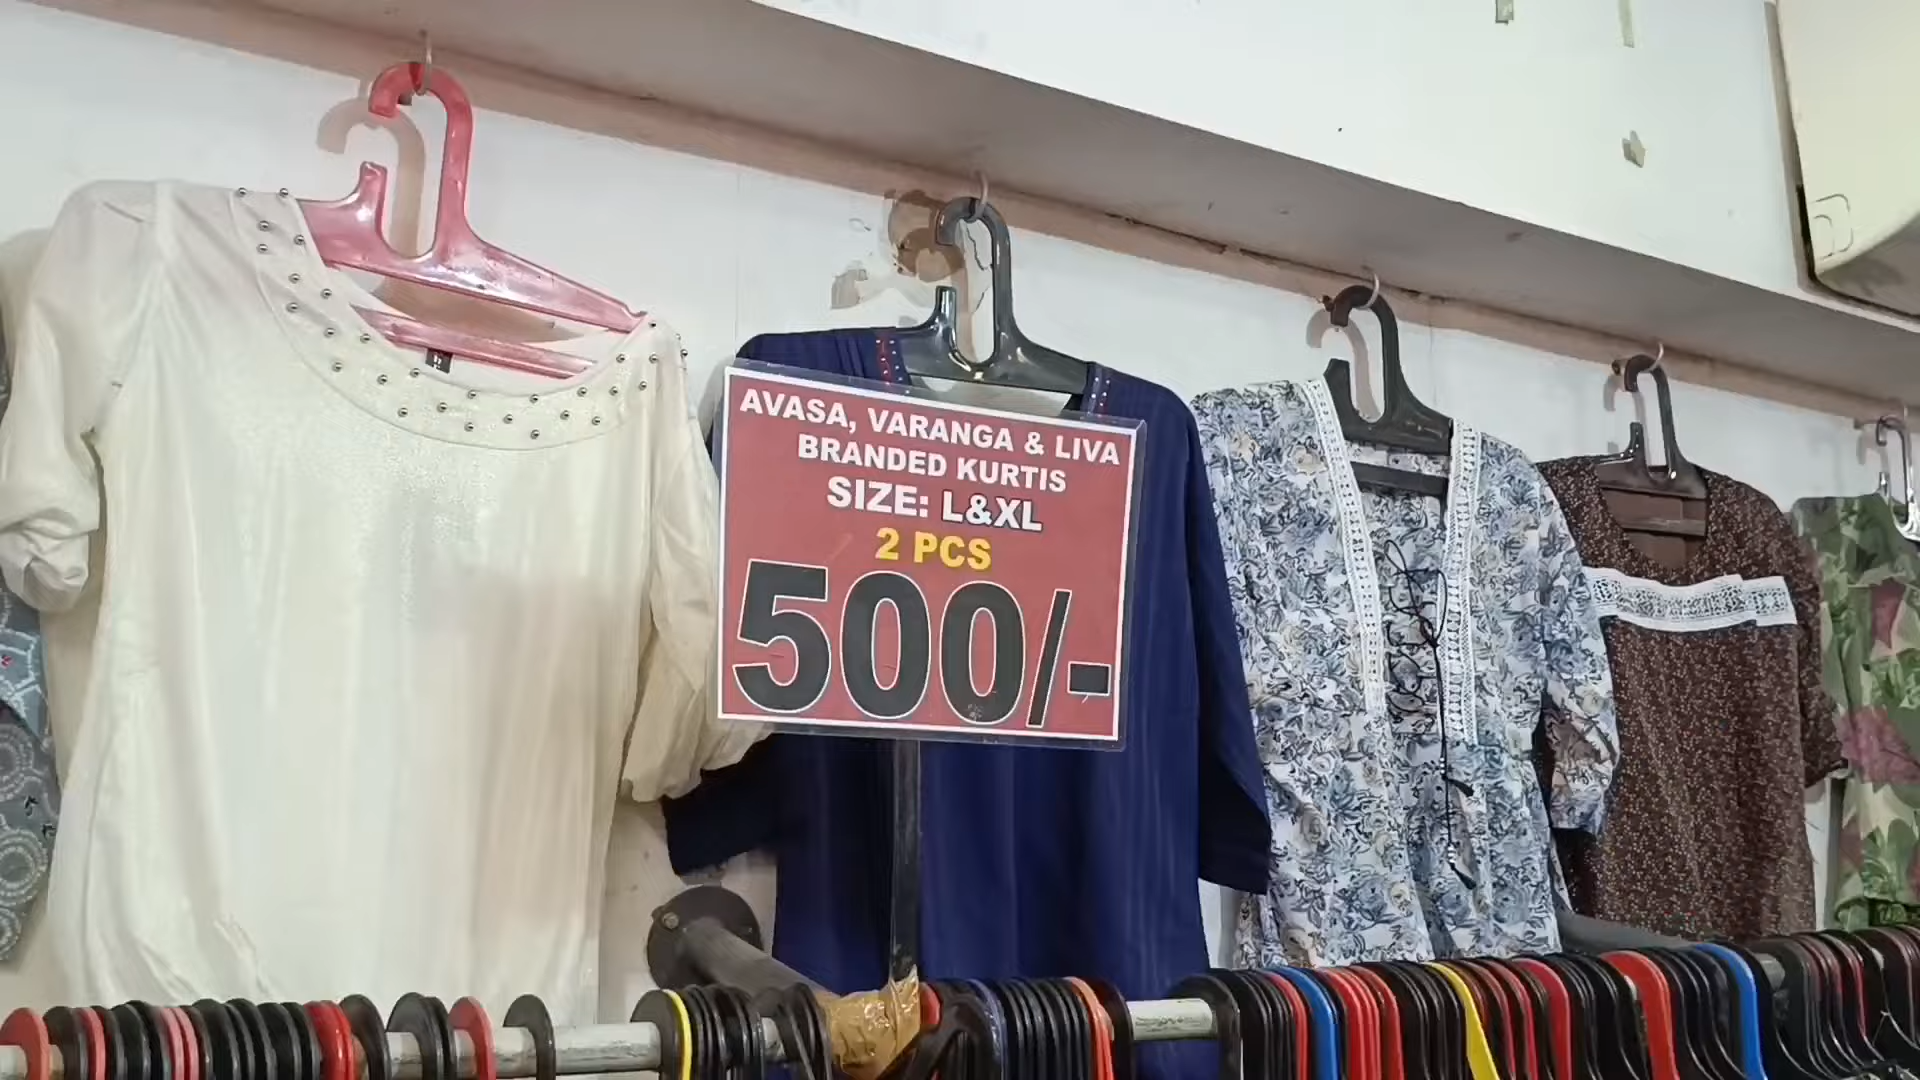 AVASA, VARANGA & LIVA
BRANDED KURTIS
SIZE: L&XL
2 PCS
500/-